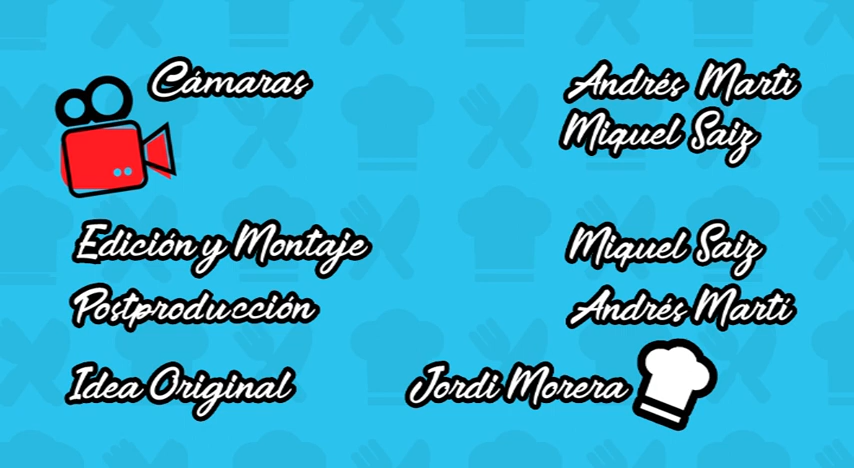 Cámaras Andrés Martí
Miquel Saiz
Edición y Montaje Miquel Saiz
Postproducción Andrés Martí
Idea Original Jordi Morera